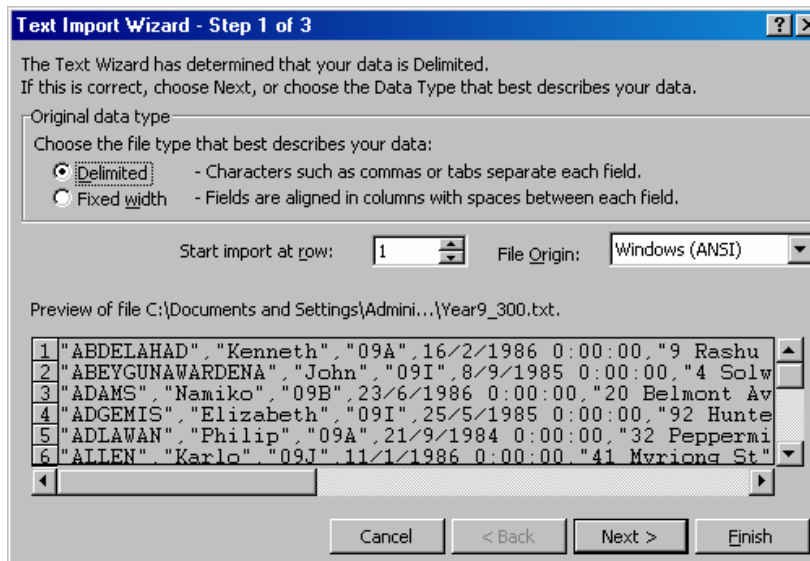 Text Import Wizard - Step 1 of 3
The Text Wizard has determined that your data is Delimited.
If this is correct, choose Next, or choose the Data Type that best describes your data.
Original data type
Choose the file type that best describes your data:
Delimited - Characters such as commas or tabs separate each field.
Fixed width - Fields are aligned in columns with spaces between each field.
Start import at row: 1 File Origin: Windows (ANSI)
Preview of file C:\Documents and Settings\Admini...\Year9_300.txt.
1 "ABDELAHAD","Kenneth","09A",16/2/1986 0:00:00,"9 Rashu
2 "ABEYGUNAWARDENA","John","09I",8/9/1985 0:00:00,"4 Solw
3 "ADAMS","Namiko","09B",23/6/1986 0:00:00,"20 Belmont Av
4 "ADGEMIS","Elizabeth","09I",25/5/1985 0:00:00,"92 Hunte
5 "ADLAWAN","Philip","09A",21/9/1984 0:00:00,"32 Peppermi
6 "ALLEN","Karlo","09J",11/1/1986 0:00:00,"41 Myriong St"
Cancel < Back Next > Finish